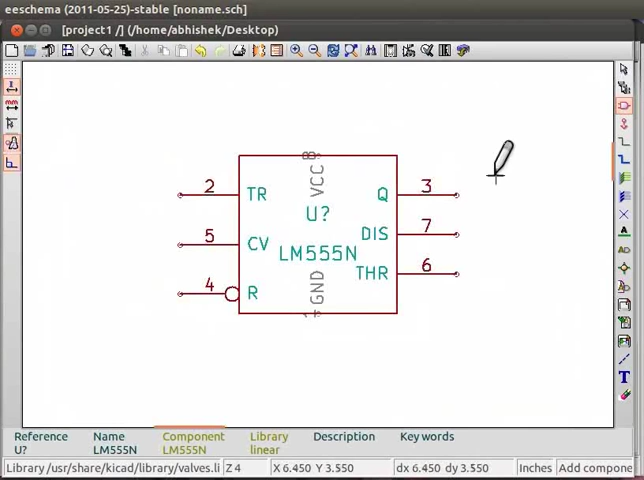 eeschema (2011-05-25)-stable [noname.sch]
[project1 /] (/home/abhishek/Desktop)
VCC 8
2 TR Q 3
U?
DIS 7
5 CV
LM555N
THR 6
4 R
GND 1
Reference Name Component Library Description Key words
U? LM555N LM555N linear
Library /usr/share/kicad/library/valves.li Z 4 X 6.450 Y 3.550 dx 6.450 dy 3.550 Inches Add compone